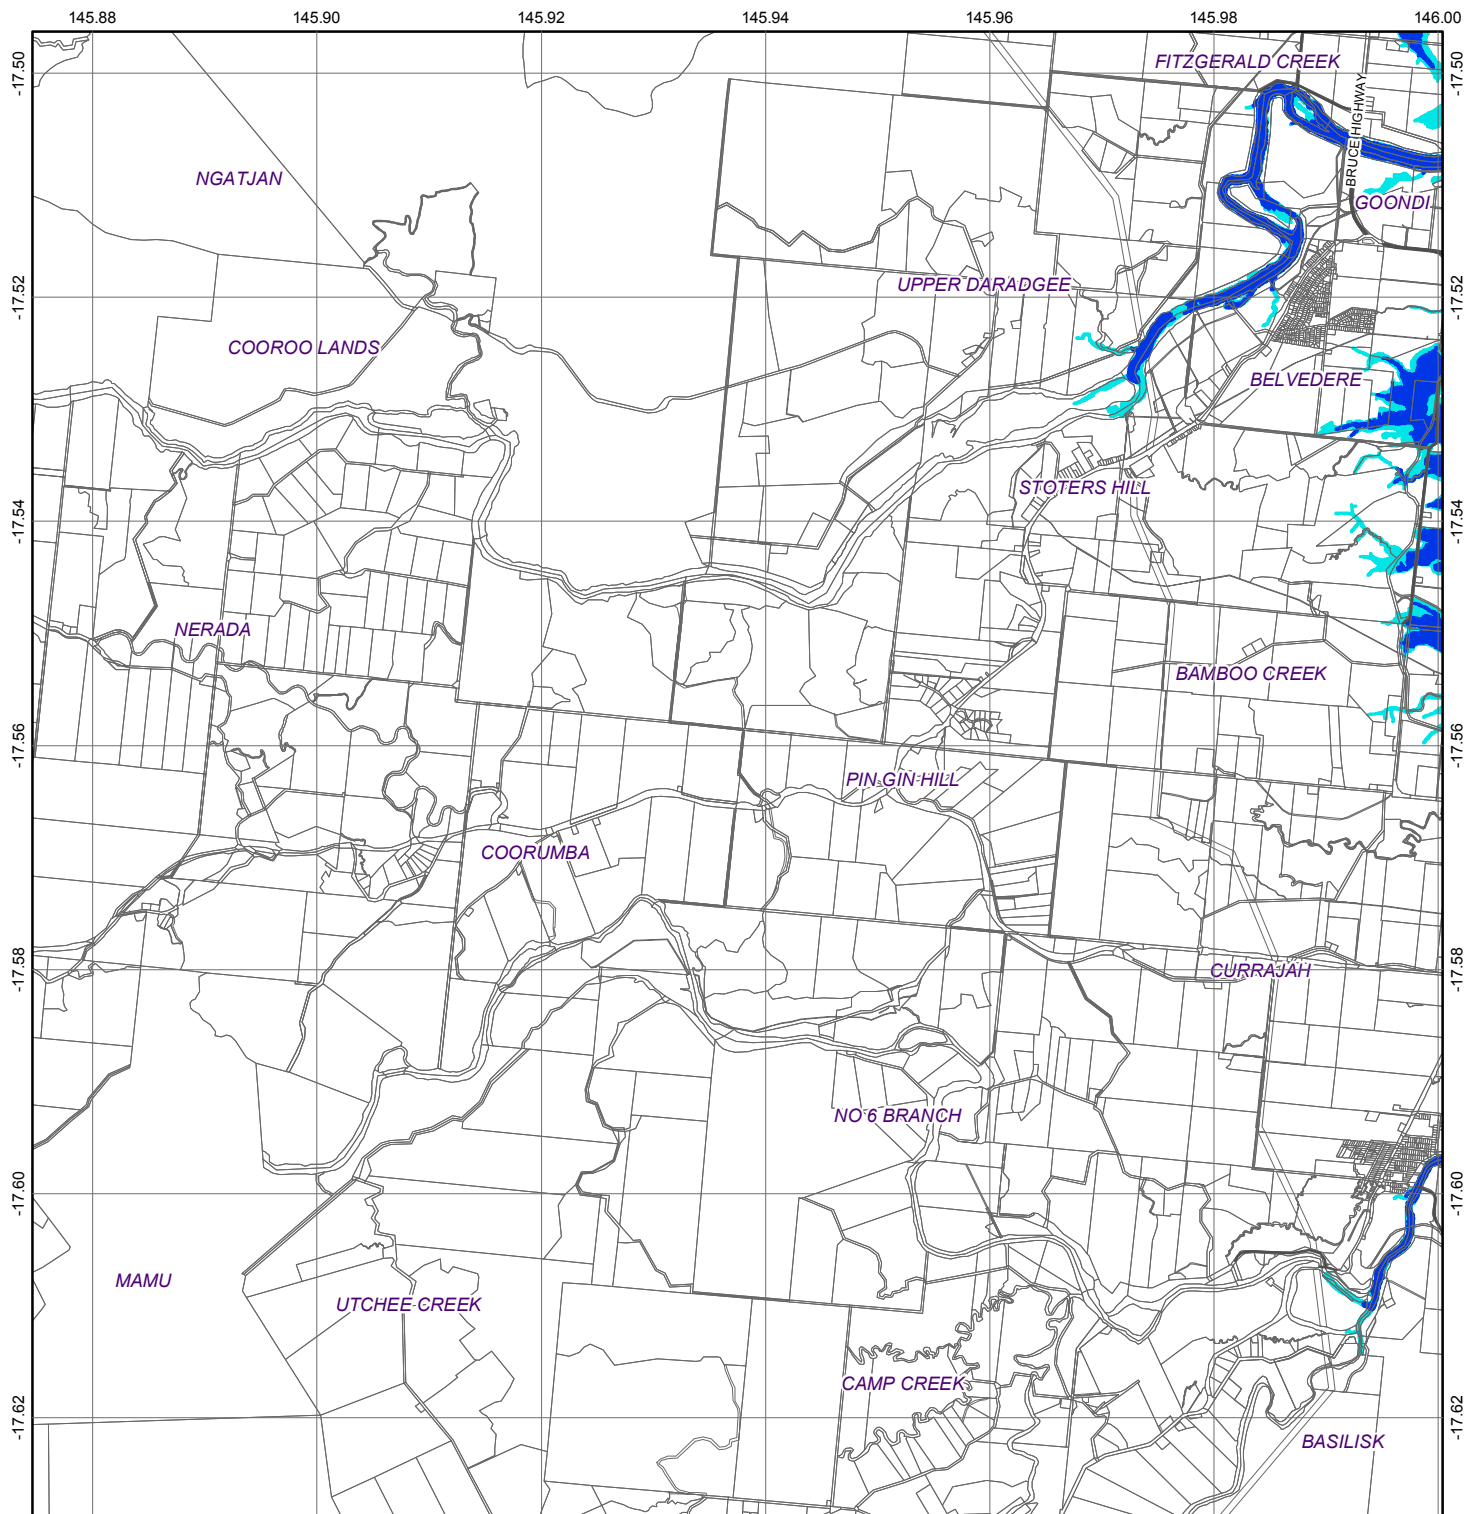 145.88 145.90 145.92 145.94 145.96 145.98 146.00
FITZGERALD CREEK
-17.50 -17.50
BRUCE HIGHWAY
NGATJAN
GOONDI
UPPER DARADGEE
-17.52 -17.52
COOROO LANDS
BELVEDERE
STOTERS HILL
-17.54 -17.54
NERADA
BAMBOO CREEK
-17.56 -17.56
PIN GIN HILL
COORUMBA
-17.58 -17.58
CURRAJAH
NO 6 BRANCH
-17.60 -17.60
MAMU
UTCHEE CREEK
CAMP CREEK
-17.62 -17.62
BASILISK